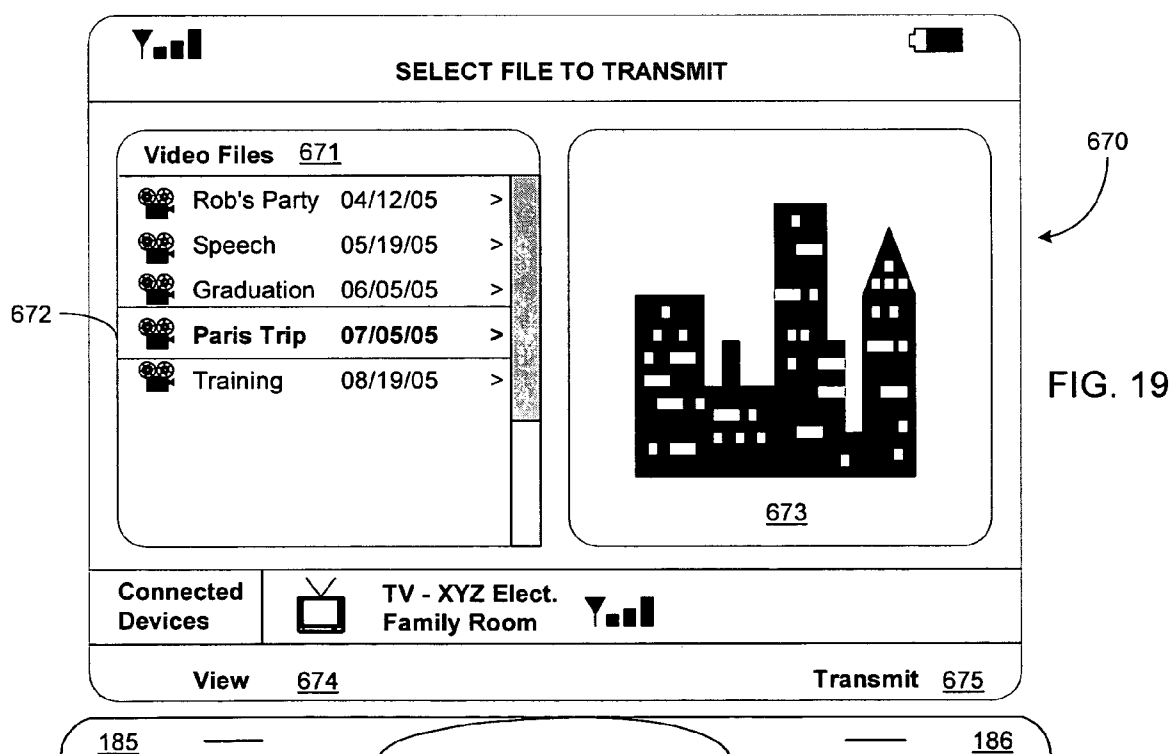 SELECT FILE TO TRANSMIT
Video Files 671
Rob's Party 04/12/05 >
Speech 05/19/05 >
Graduation 06/05/05 >
Paris Trip 07/05/05 >
Training 08/19/05 >
672
673
670
FIG. 19
Connected
Devices
TV - XYZ Elect.
Family Room
View 674
Transmit 675
185
186